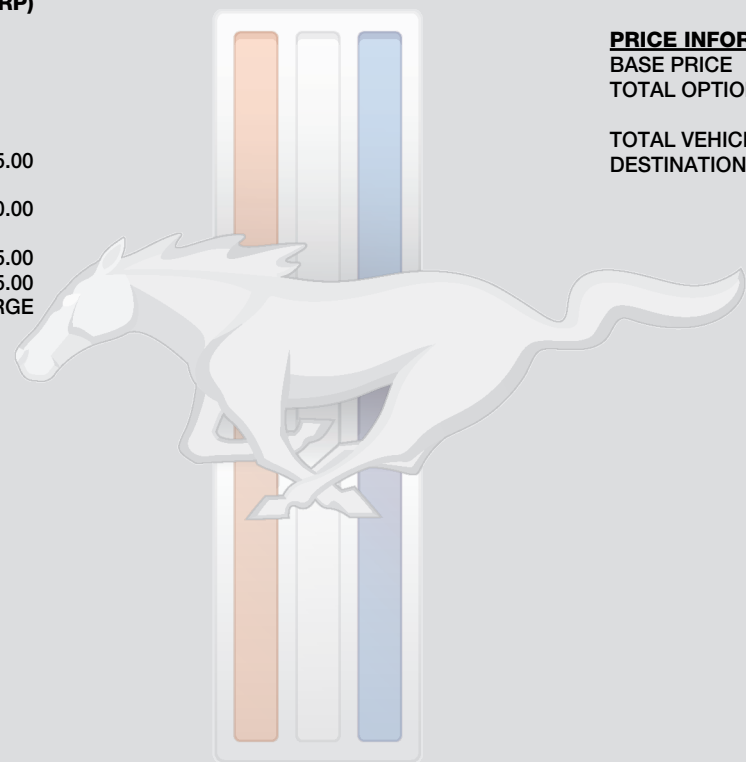 RP)
5.00
0.00
5.00
5.00
RGE
PRICE INFOR
BASE PRICE
TOTAL OPTIO
TOTAL VEHICL
DESTINATION